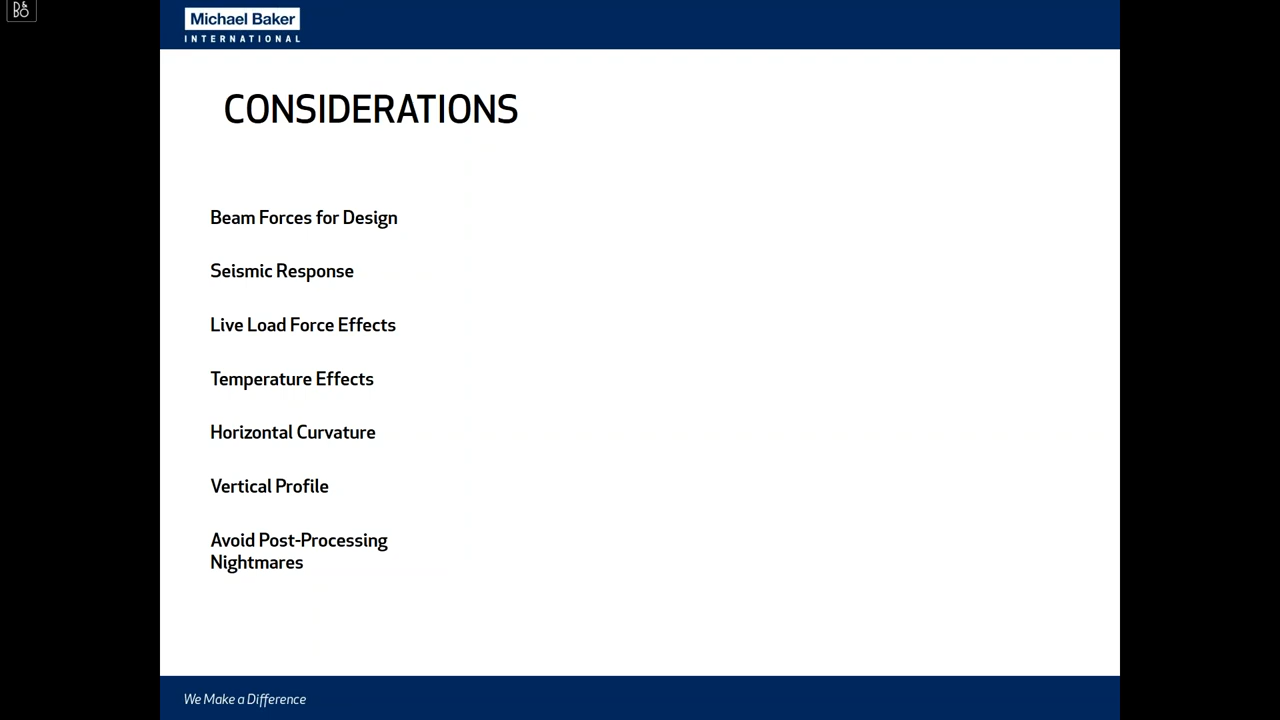 B&
BO
Michael Baker
INTERNATIONAL
CONSIDERATIONS
Beam Forces for Design
Seismic Response
Live Load Force Effects
Temperature Effects
Horizontal Curvature
Vertical Profile
Avoid Post-Processing
Nightmares
We Make a Difference